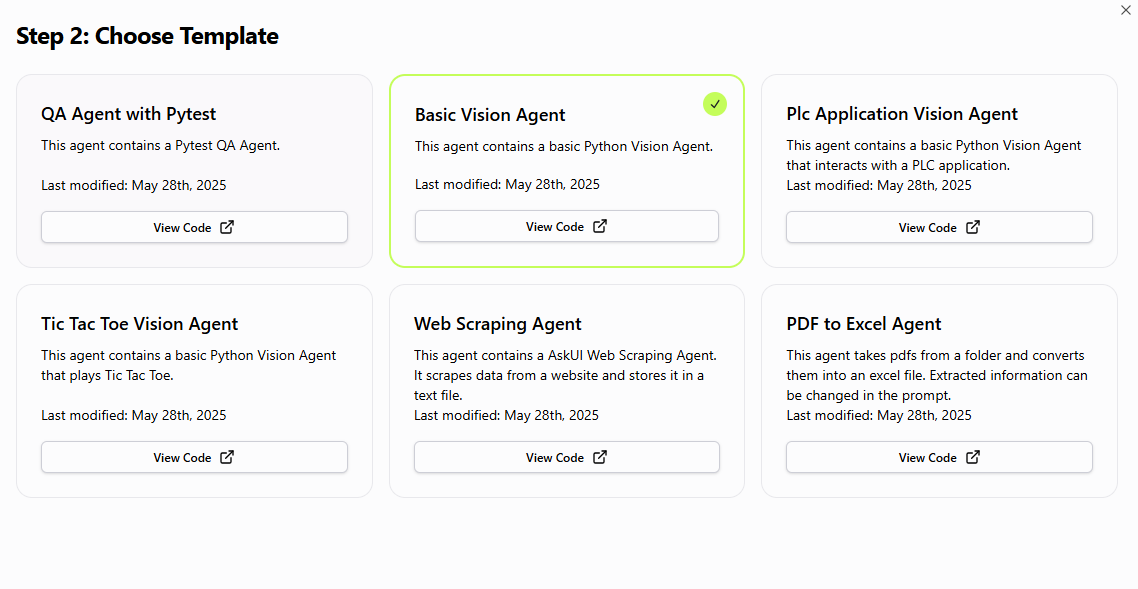 Step 2: Choose Template
QA Agent with Pytest
This agent contains a Pytest QA Agent.
Last modified: May 28th, 2025
View Code
Basic Vision Agent
This agent contains a basic Python Vision Agent.
Last modified: May 28th, 2025
View Code
Plc Application Vision Agent
This agent contains a basic Python Vision Agent
that interacts with a PLC application.
Last modified: May 28th, 2025
View Code
Tic Tac Toe Vision Agent
This agent contains a basic Python Vision Agent
that plays Tic Tac Toe.
Last modified: May 28th, 2025
View Code
Web Scraping Agent
This agent contains a AskUI Web Scraping Agent.
It scrapes data from a website and stores it in a
text file.
Last modified: May 28th, 2025
View Code
PDF to Excel Agent
This agent takes pdfs from a folder and converts
them into an excel file. Extracted information can
be changed in the prompt.
Last modified: May 28th, 2025
View Code